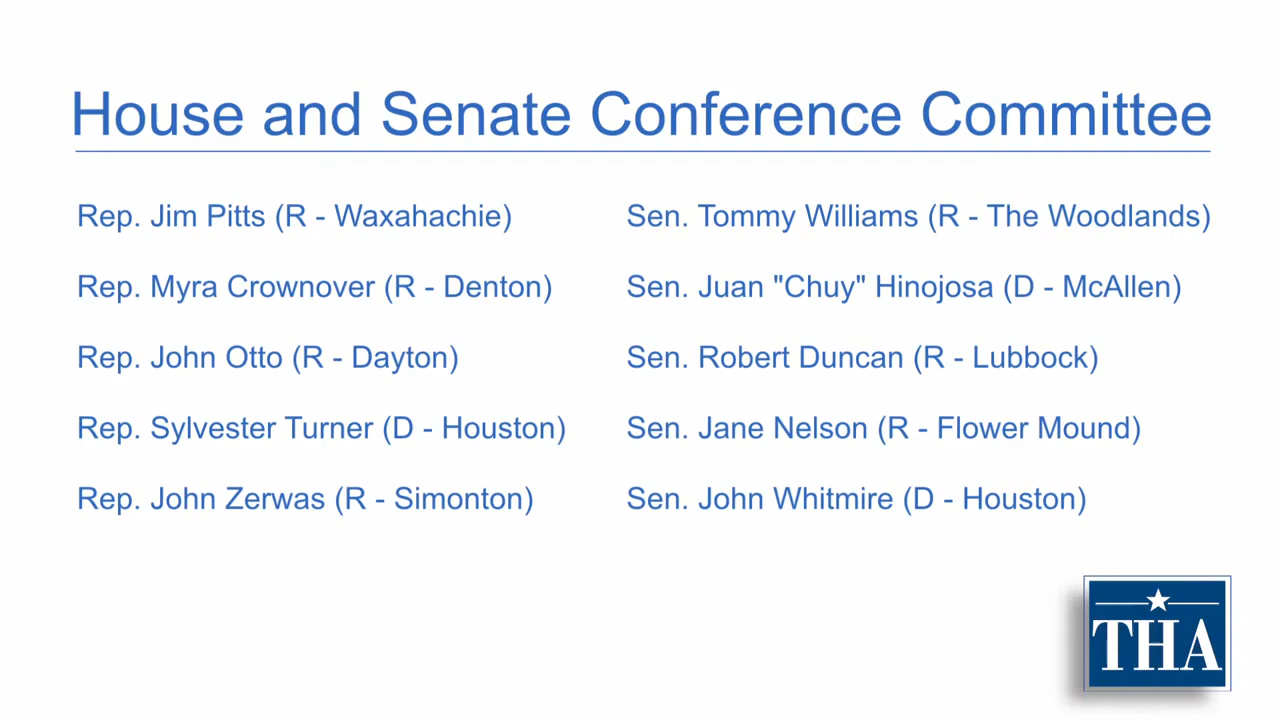 House and Senate Conference Committee
Rep. Jim Pitts (R - Waxahachie)
Rep. Myra Crownover (R - Denton)
Rep. John Otto (R - Dayton)
Rep. Sylvester Turner (D - Houston)
Rep. John Zerwas (R - Simonton)
Sen. Tommy Williams (R - The Woodlands)
Sen. Juan "Chuy" Hinojosa (D - McAllen)
Sen. Robert Duncan (R - Lubbock)
Sen. Jane Nelson (R - Flower Mound)
Sen. John Whitmire (D - Houston)
THA